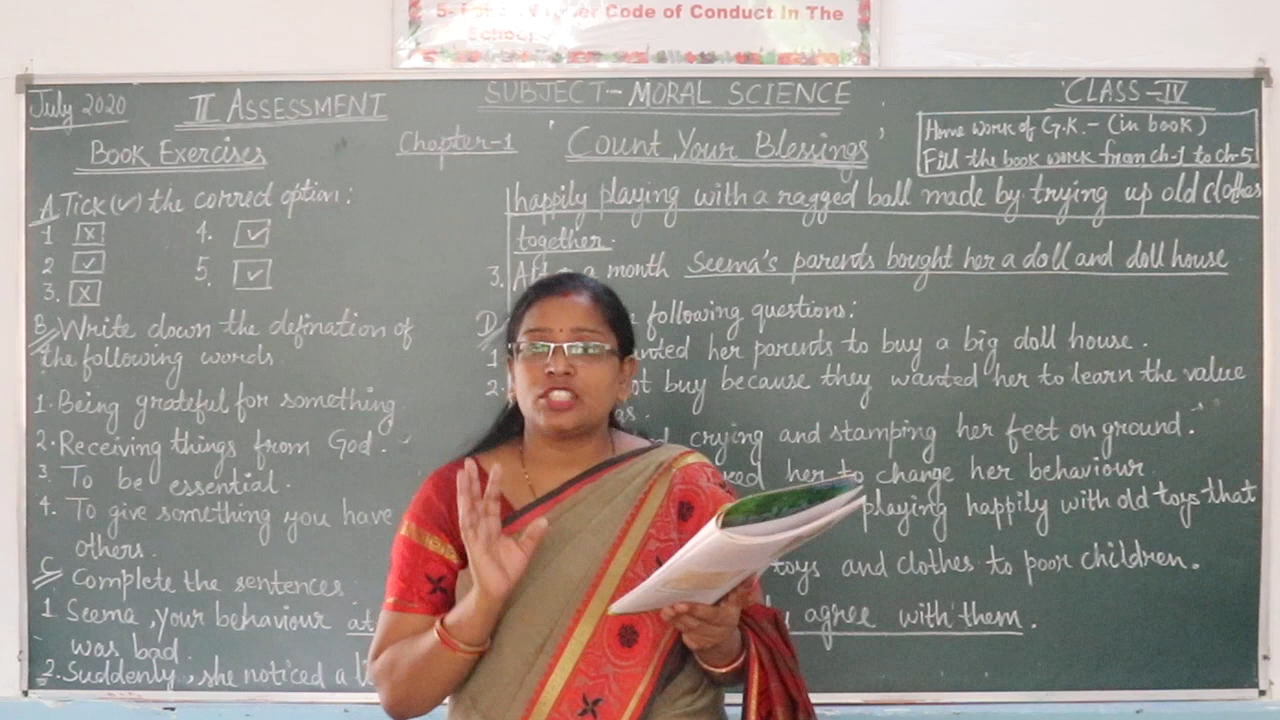 Code of Conduct In The
July 2020
II ASSESSMENT
SUBJECT - MORAL SCIENCE
CLASS - IV
Home work of G.K. - (in book)
Fill the book work from ch-1 to ch-5
Book Exercises
Chapter-1
'Count Your Blessings'
A Tick (✓) the correct option:
1 ☒ 4. ☑
2 ☑ 5. ☑
3. ☒
B Write down the defination of
the following words
1. Being grateful for something
2. Receiving things from God.
3. To be essential.
4. To give something you have
others.
C Complete the sentences
1 Seema, your behaviour at
was bad
2. Suddenly, she noticed a
happily playing with a ragged ball made by trying up old clothes
together.
3. After a month Seema's parents bought her a doll and doll house
D following questions:
1 her parents to buy a big doll house.
2. buy because they wanted her to learn the value
crying and stamping her feet on ground.
her to change her behaviour
playing happily with old toys that
toys and clothes to poor children.
agree with them.